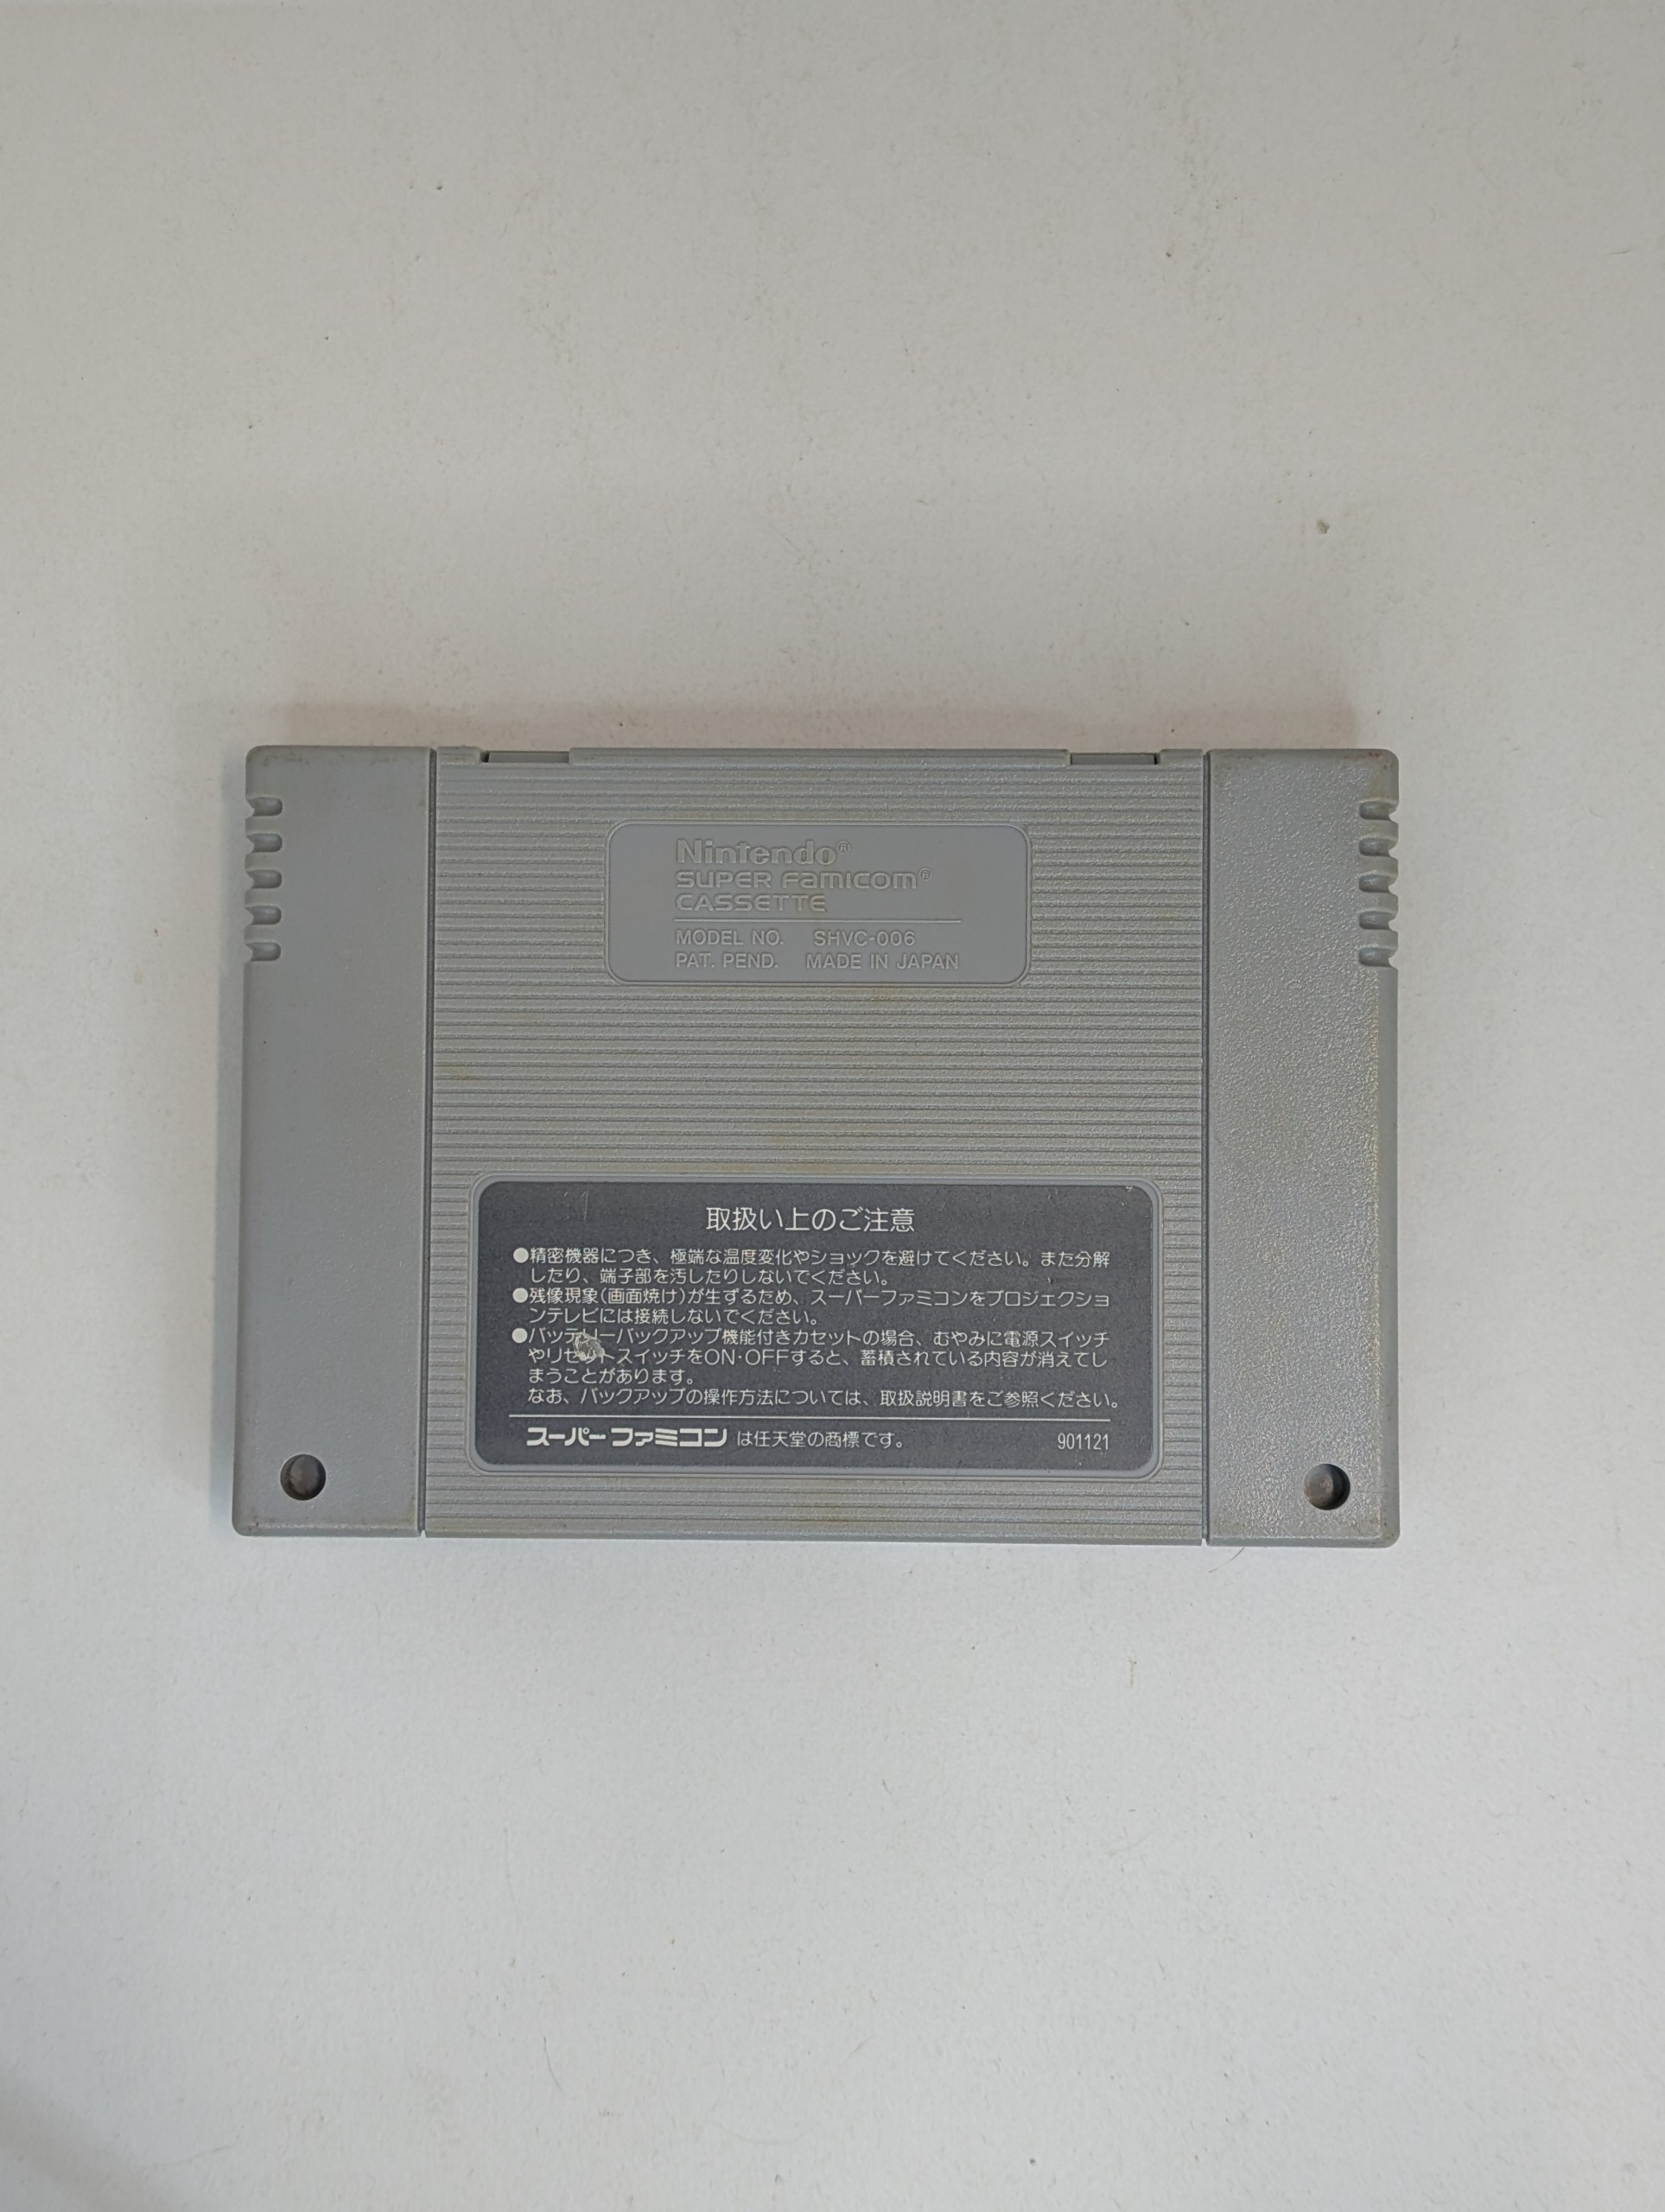 Nintendo®
SUPER FAMICOM®
CASSETTE
MODEL NO. SHVC-006
PAT. PEND. MADE IN JAPAN
取扱い上のご注意
●精密機器につき、極端な温度変化やショックを避けてください。また分解
したり、端子部を汚したりしないでください。
●残像現象(画面焼け)が生ずるため、スーパーファミコンをプロジェクショ
ンテレビには接続しないでください。
●バッテリーバックアップ機能付きカセットの場合、むやみに電源スイッチ
やリセットスイッチをON·OFFすると、蓄積されている内容が消えてし
まうことがあります。
なお、バックアップの操作方法については、取扱説明書をご参照ください。
スーパーファミコン は任天堂の商標です。 901121